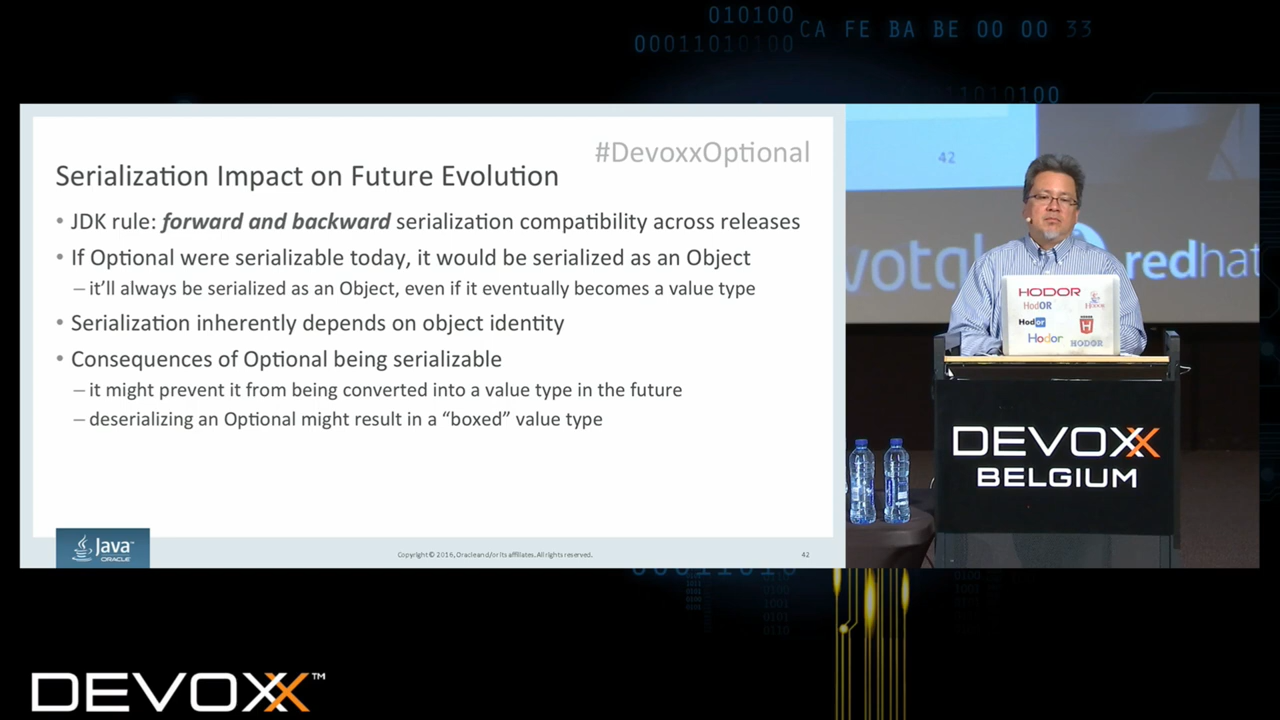 010100
CA FE BA BE 00 00 33
00011010100
11010100
#DevoxxOptional
Serialization Impact on Future Evolution
• JDK rule: forward and backward serialization compatibility across releases
• If Optional were serializable today, it would be serialized as an Object
– it'll always be serialized as an Object, even if it eventually becomes a value type
• Serialization inherently depends on object identity
• Consequences of Optional being serializable
– it might prevent it from being converted into a value type in the future
– deserializing an Optional might result in a “boxed” value type
Java™
ORACLE
Copyright © 2016, Oracle and/or its affiliates. All rights reserved.
42
42
redhat
HODOR
HodOR
Hodor
Hodor
HODOR
DEVOXX
BELGIUM
DEVOXX™